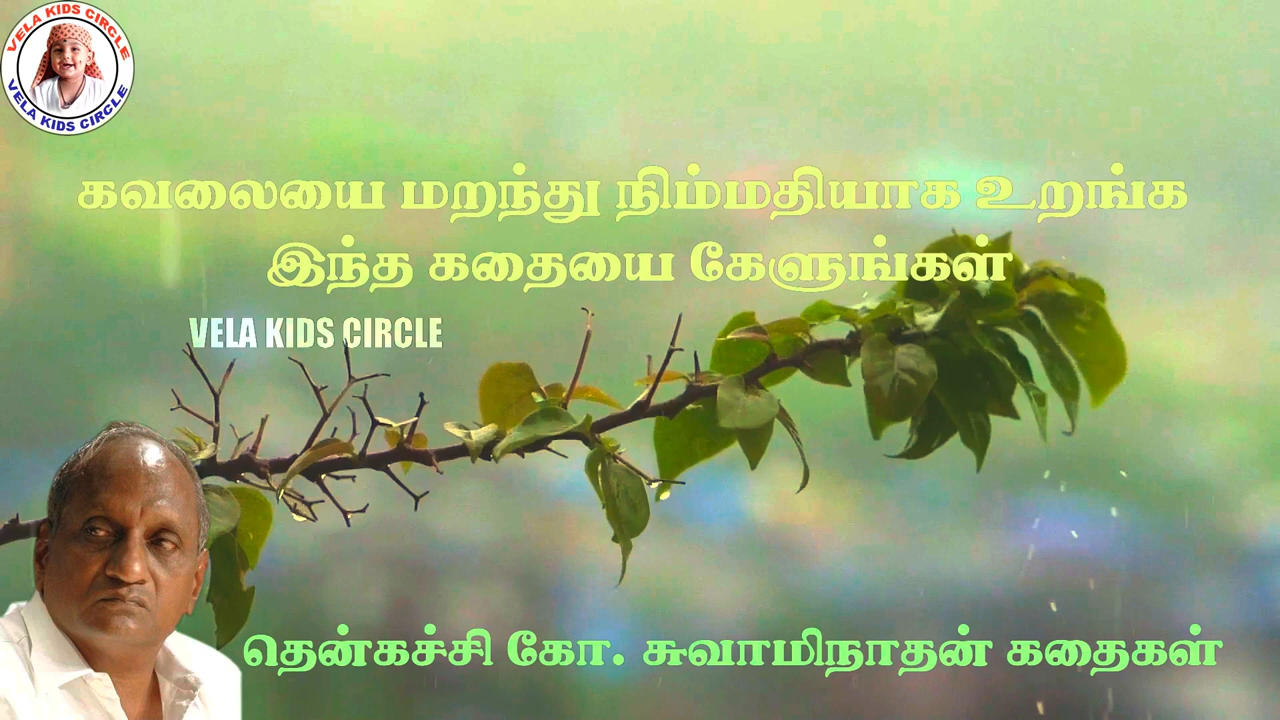 VELA KIDS CIRCLE
VELA KIDS CIRCLE
கவலையை மறந்து நிம்மதியாக உறங்க
இந்த கதையை கேளுங்கள்
VELA KIDS CIRCLE
தென்கச்சி கோ. சுவாமிநாதன் கதைகள்